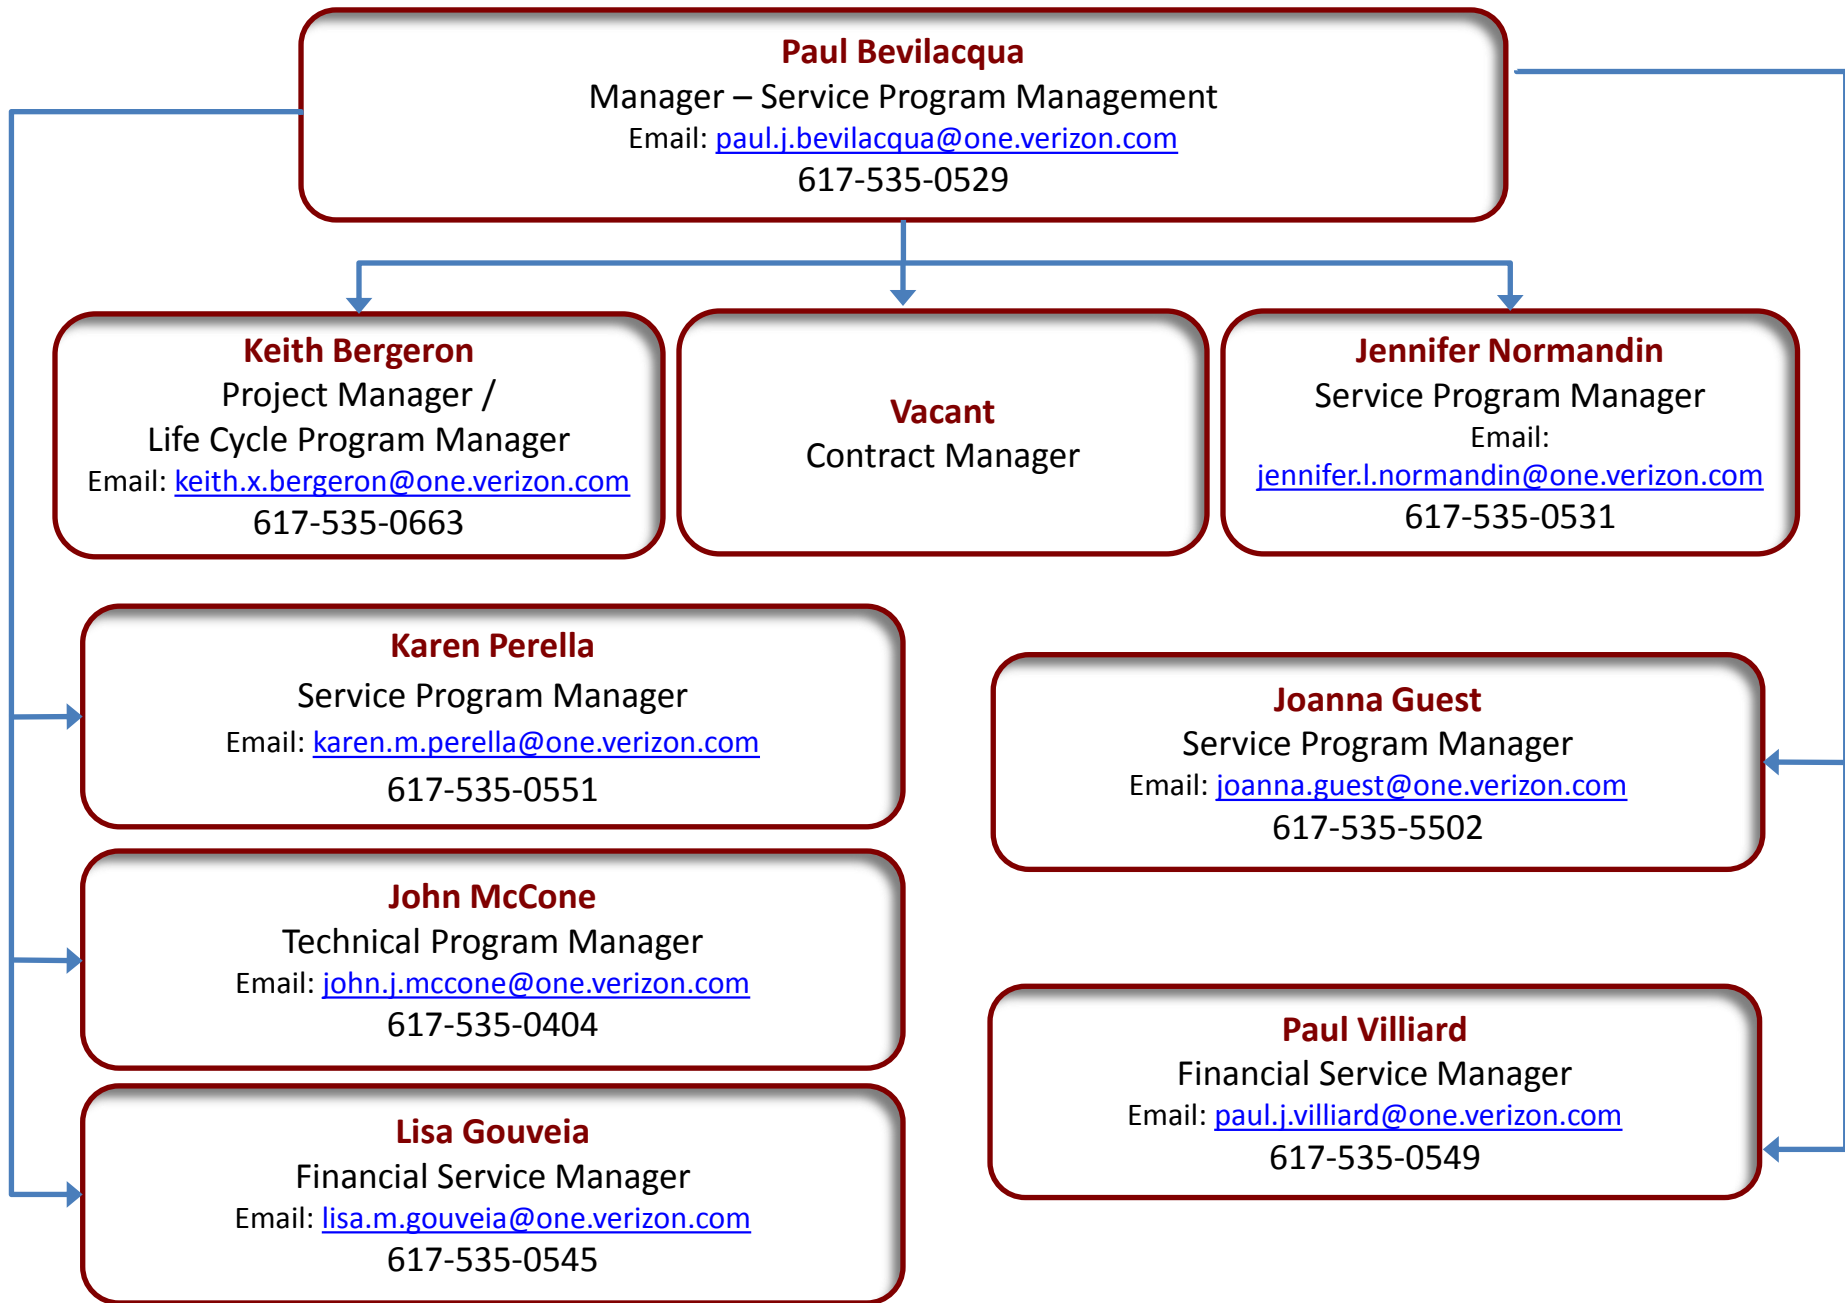 Paul Bevilacqua
Manager – Service Program Management
Email: paul.j.bevilacqua@one.verizon.com
617-535-0529
Keith Bergeron
Project Manager /
Life Cycle Program Manager
Email: keith.x.bergeron@one.verizon.com
617-535-0663
Vacant
Contract Manager
Jennifer Normandin
Service Program Manager
Email:
jennifer.l.normandin@one.verizon.com
617-535-0531
Karen Perella
Service Program Manager
Email: karen.m.perella@one.verizon.com
617-535-0551
Joanna Guest
Service Program Manager
Email: joanna.guest@one.verizon.com
617-535-5502
John McCone
Technical Program Manager
Email: john.j.mccone@one.verizon.com
617-535-0404
Paul Villiard
Financial Service Manager
Email: paul.j.villiard@one.verizon.com
617-535-0549
Lisa Gouveia
Financial Service Manager
Email: lisa.m.gouveia@one.verizon.com
617-535-0545